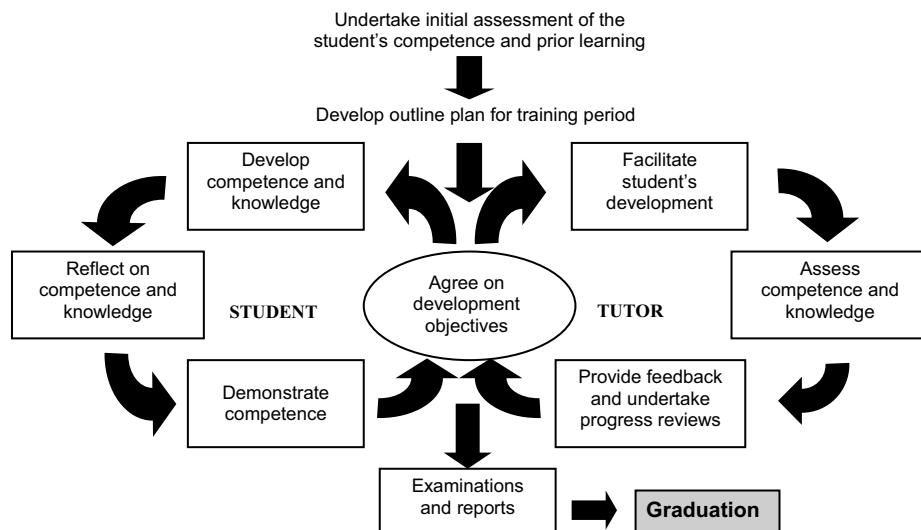 Undertake initial assessment of the
student's competence and prior learning
Develop outline plan for training period
Develop
competence and
knowledge
Facilitate
student's
development
Reflect on
competence and
knowledge
STUDENT
Agree on
development
objectives
TUTOR
Assess
competence and
knowledge
Demonstrate
competence
Provide feedback
and undertake
progress reviews
Examinations
and reports
Graduation